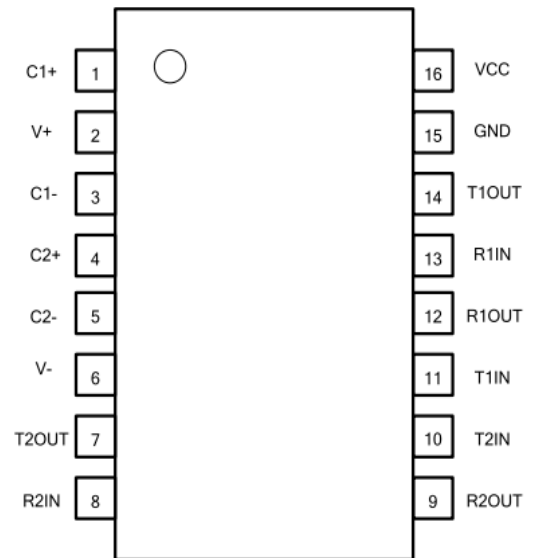 C1+ 1 16 VCC
V+ 2 15 GND
C1- 3 14 T1OUT
C2+ 4 13 R1IN
C2- 5 12 R1OUT
V- 6 11 T1IN
T2OUT 7 10 T2IN
R2IN 8 9 R2OUT